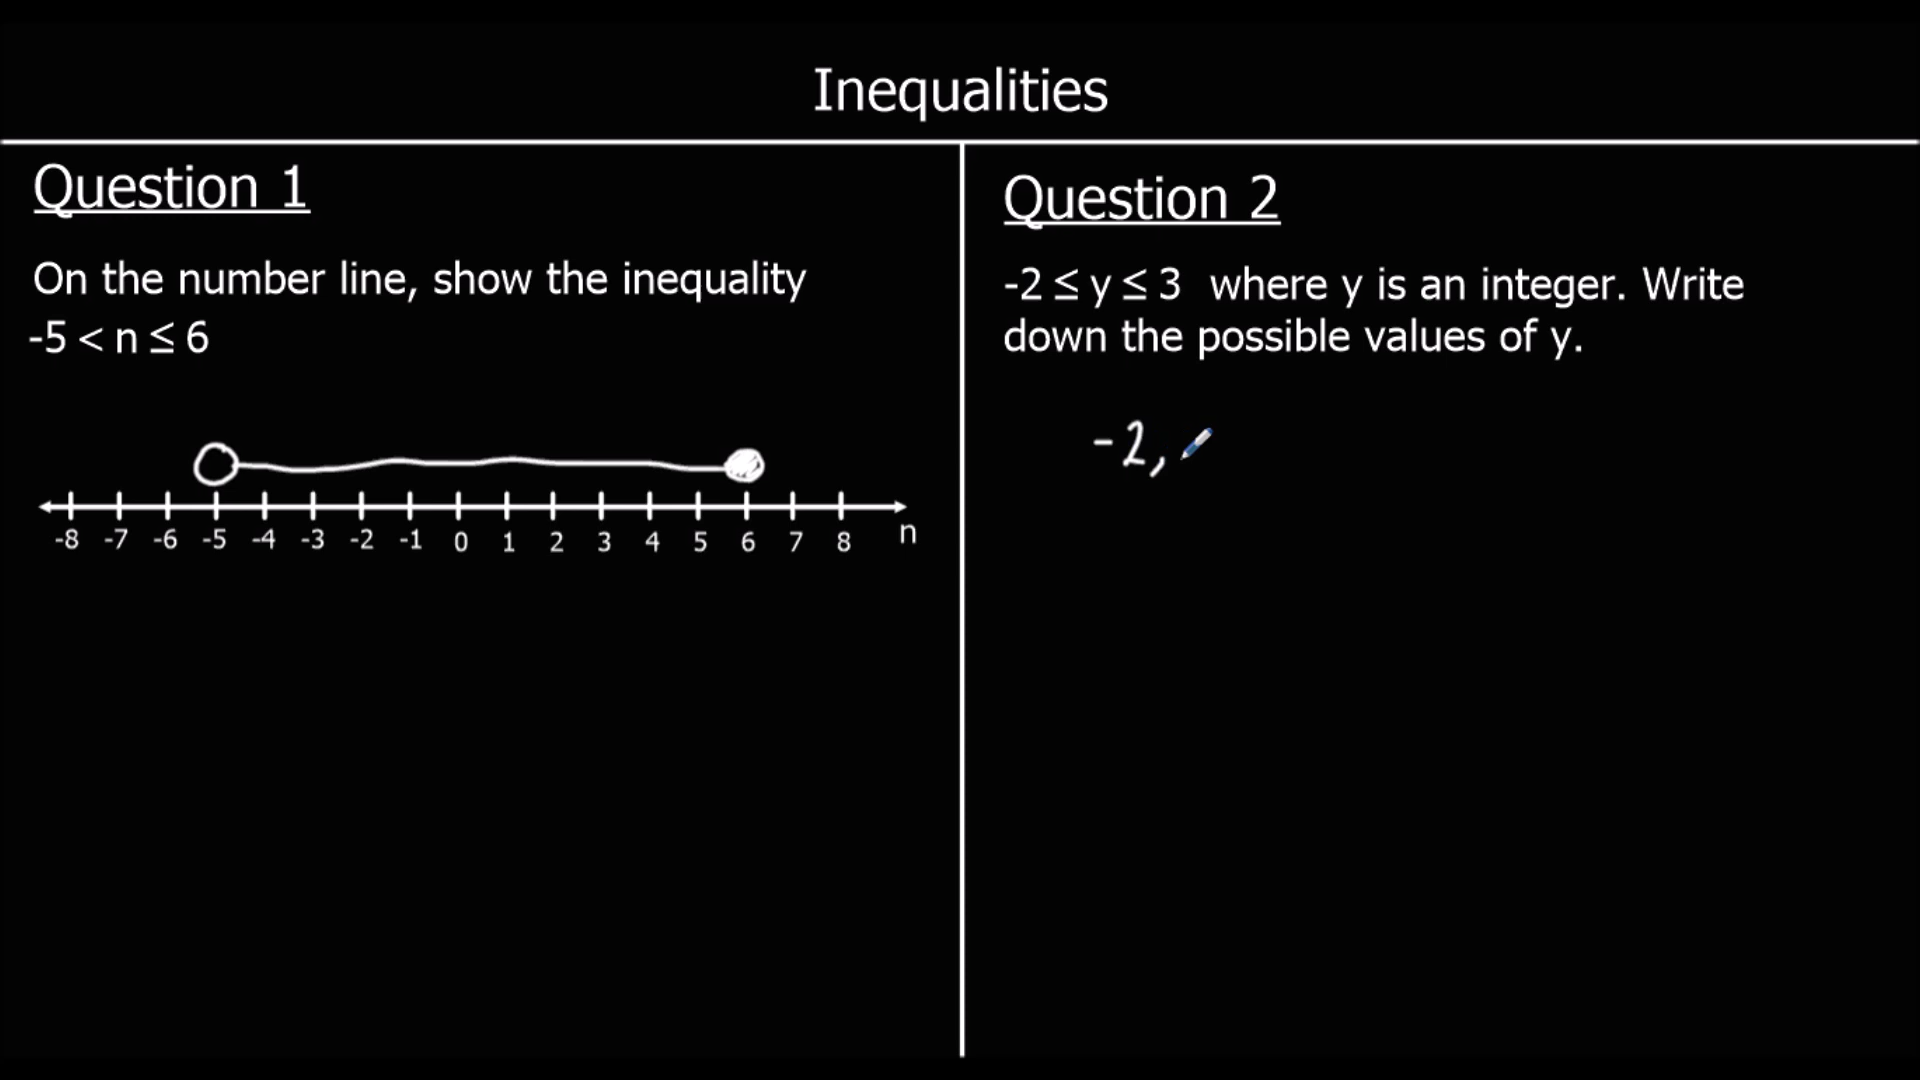 Inequalities
Question 1
On the number line, show the inequality
-5 < n ≤ 6
-8 -7 -6 -5 -4 -3 -2 -1 0 1 2 3 4 5 6 7 8 n
Question 2
-2 ≤ y ≤ 3 where y is an integer. Write
down the possible values of y.
-2,